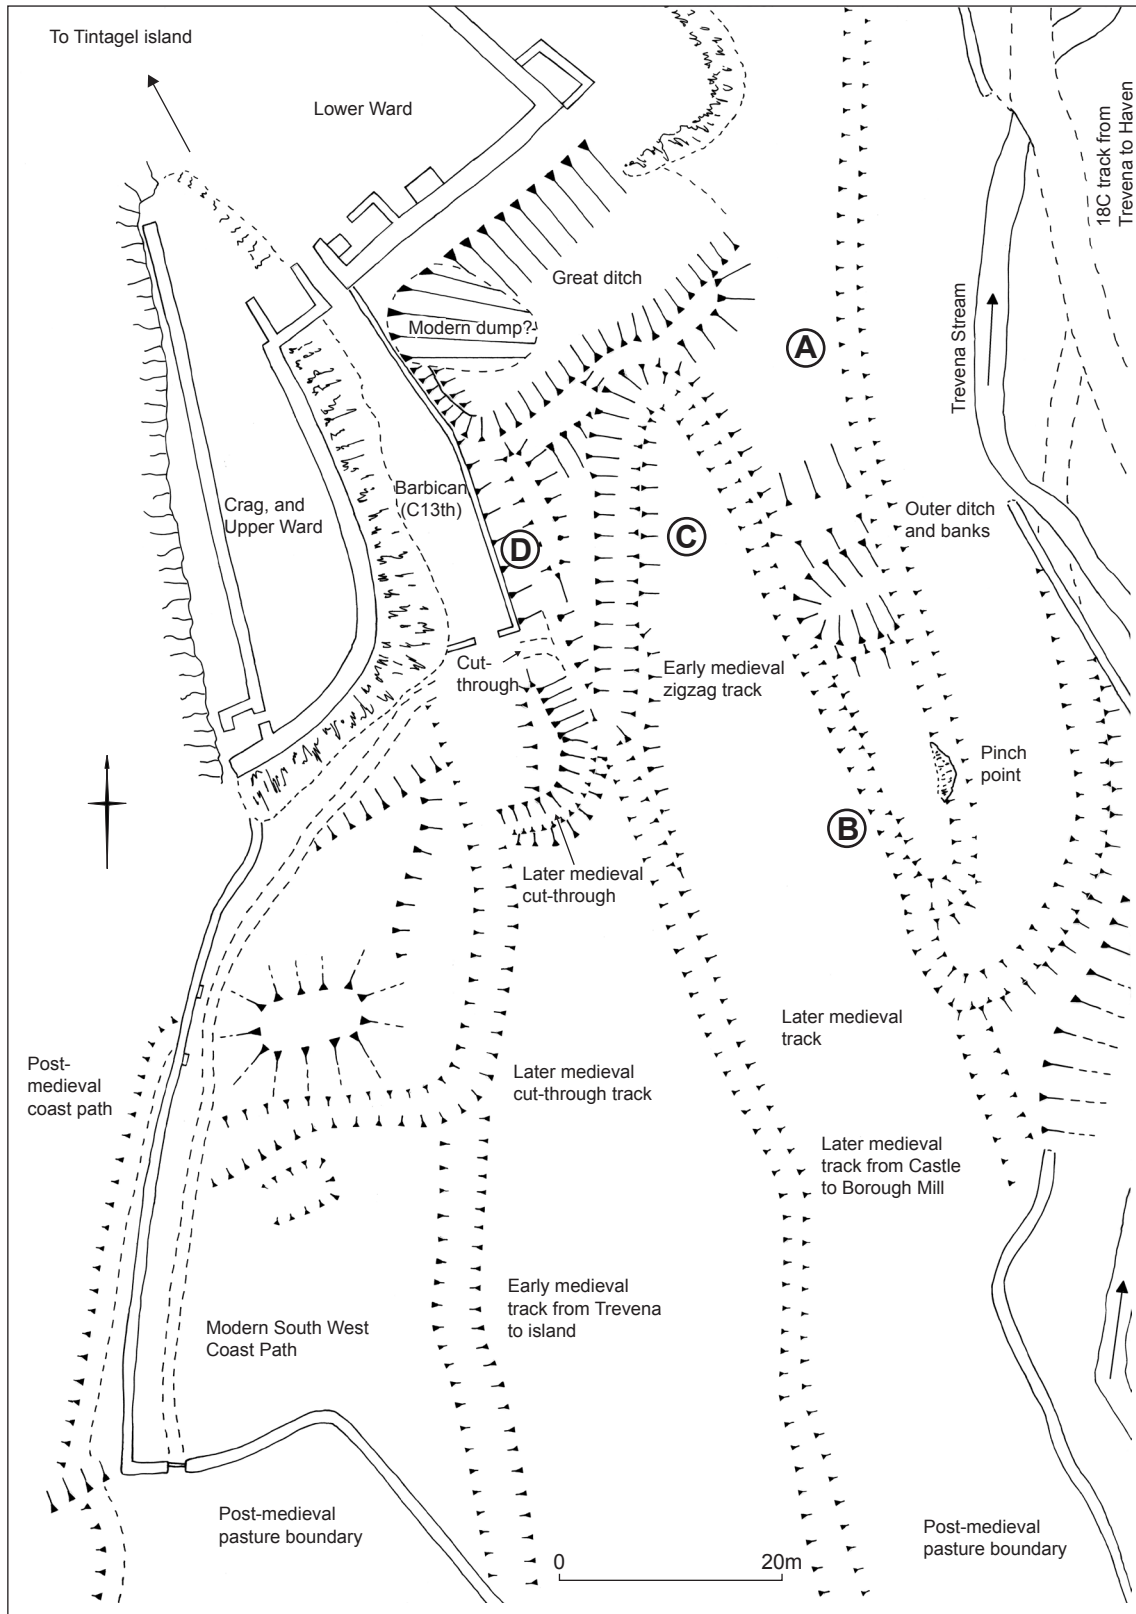 To Tintagel island
Lower Ward
18C track from
Trevena to Haven
Great ditch
Modern dump?
Trevena Stream
A
Crag, and
Upper Ward
Barbican
(C13th)
Outer ditch
and banks
D
C
Cut-
through
Early medieval
zigzag track
Pinch
point
B
Later medieval
cut-through
Later medieval
track
Post-
medieval
coast path
Later medieval
cut-through track
Later medieval
track from Castle
to Borough Mill
Early medieval
track from Trevena
to island
Modern South West
Coast Path
Post-medieval
pasture boundary
Post-medieval
pasture boundary
0 20m